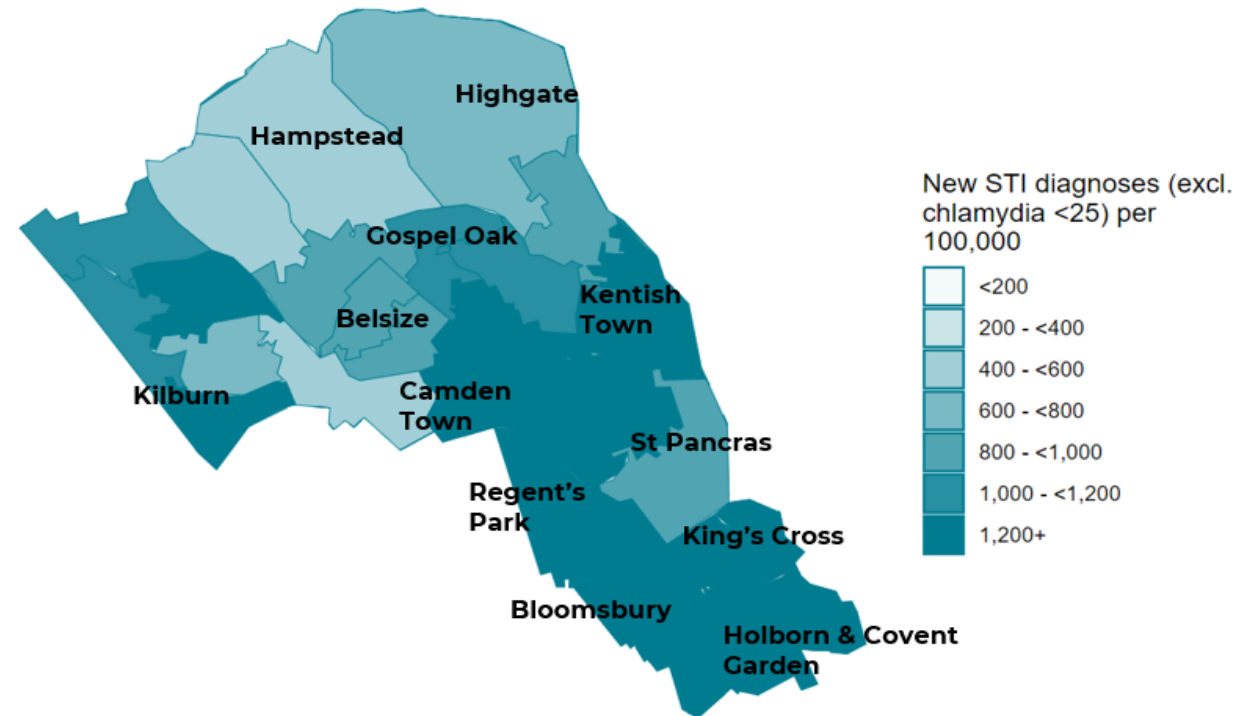 Highgate
Hampstead
Gospel Oak
Kentish
Town
Belsize
Kilburn
Camden
Town
St Pancras
Regent's
Park
King's Cross
Bloomsbury
Holborn & Covent
Garden
New STI diagnoses (excl.
chlamydia <25) per
100,000
<200
200 - <400
400 - <600
600 - <800
800 - <1,000
1,000 - <1,200
1,200+